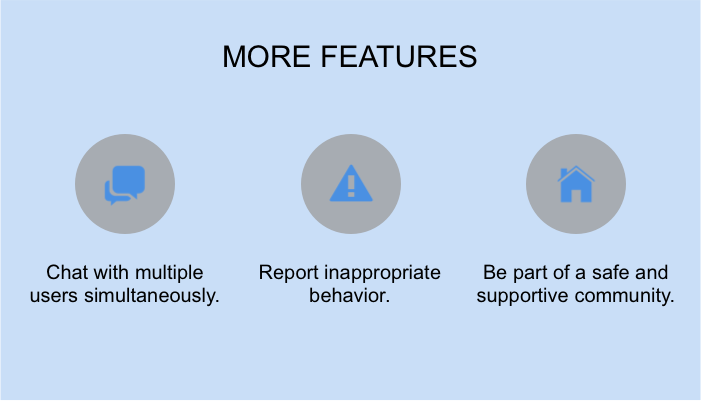 MORE FEATURES
Chat with multiple
users simultaneously.
Report inappropriate
behavior.
Be part of a safe and
supportive community.